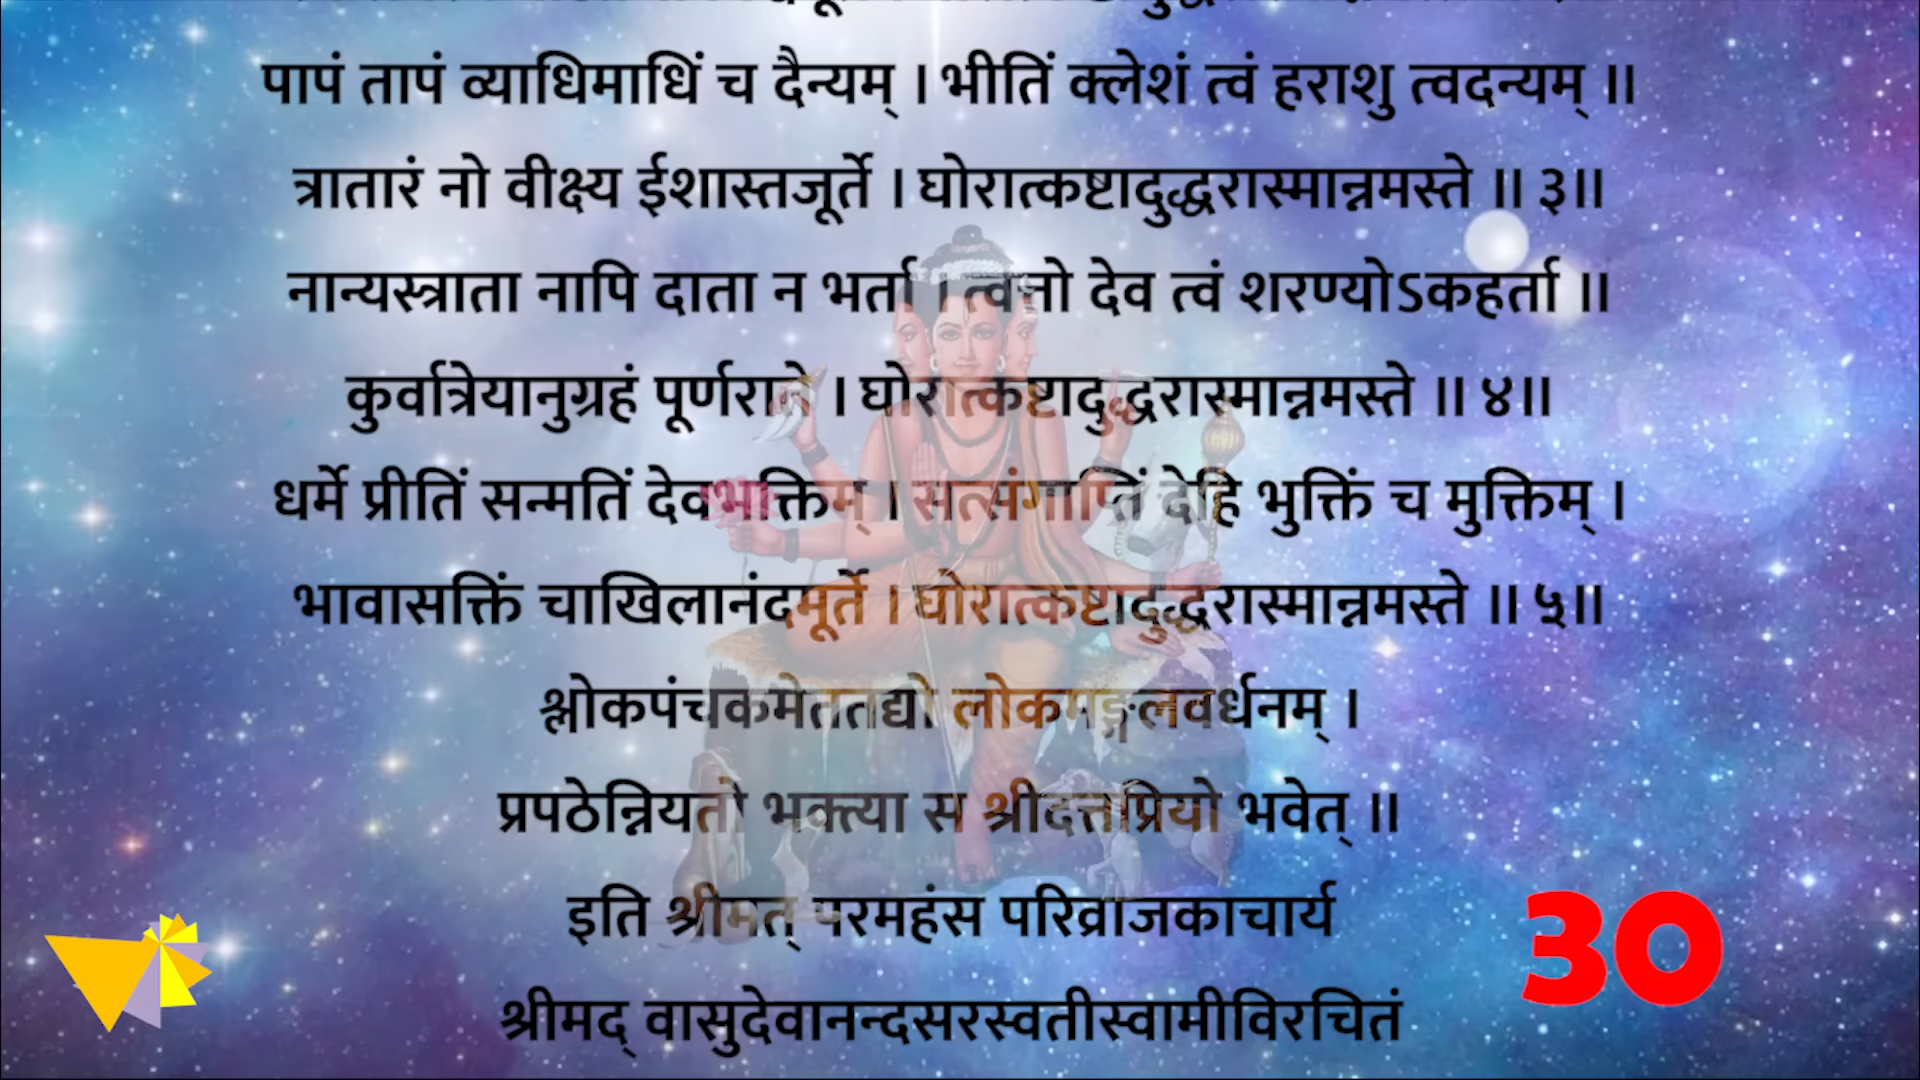 पापं तापं व्याधिमाधिं च दैन्यम् । भीतिं क्लेशं त्वं हराशु त्वदन्यम् ॥
त्रातारं नो वीक्ष्य ईशास्तजूर्ते । घोरात्कष्टादुद्धरास्मान्नमस्ते ॥ ३॥
नान्यस्त्राता नापि दाता न भर्ता । त्वत्तो देव त्वं शरण्योऽकहर्ता ॥
कुर्वात्रेयानुग्रहं पूर्णराते । घोरात्कष्टादुद्धरास्मान्नमस्ते ॥ ४॥
धर्मे प्रीतिं सन्मतिं देवभक्तिम् । सत्संगाप्तिं देहि भुक्तिं च मुक्तिम् ।
भावासक्तिं चाखिलानंदमूर्ते । घोरात्कष्टादुद्धरास्मान्नमस्ते ॥ ५॥
श्लोकपंचकमेततद्यो लोकमङ्गलवर्धनम् ।
प्रपठेन्नियतो भक्त्या स श्रीदत्तप्रियो भवेत् ॥
इति श्रीमत् परमहंस परिव्राजकाचार्य
श्रीमद् वासुदेवानन्दसरस्वतीस्वामीविरचितं
30